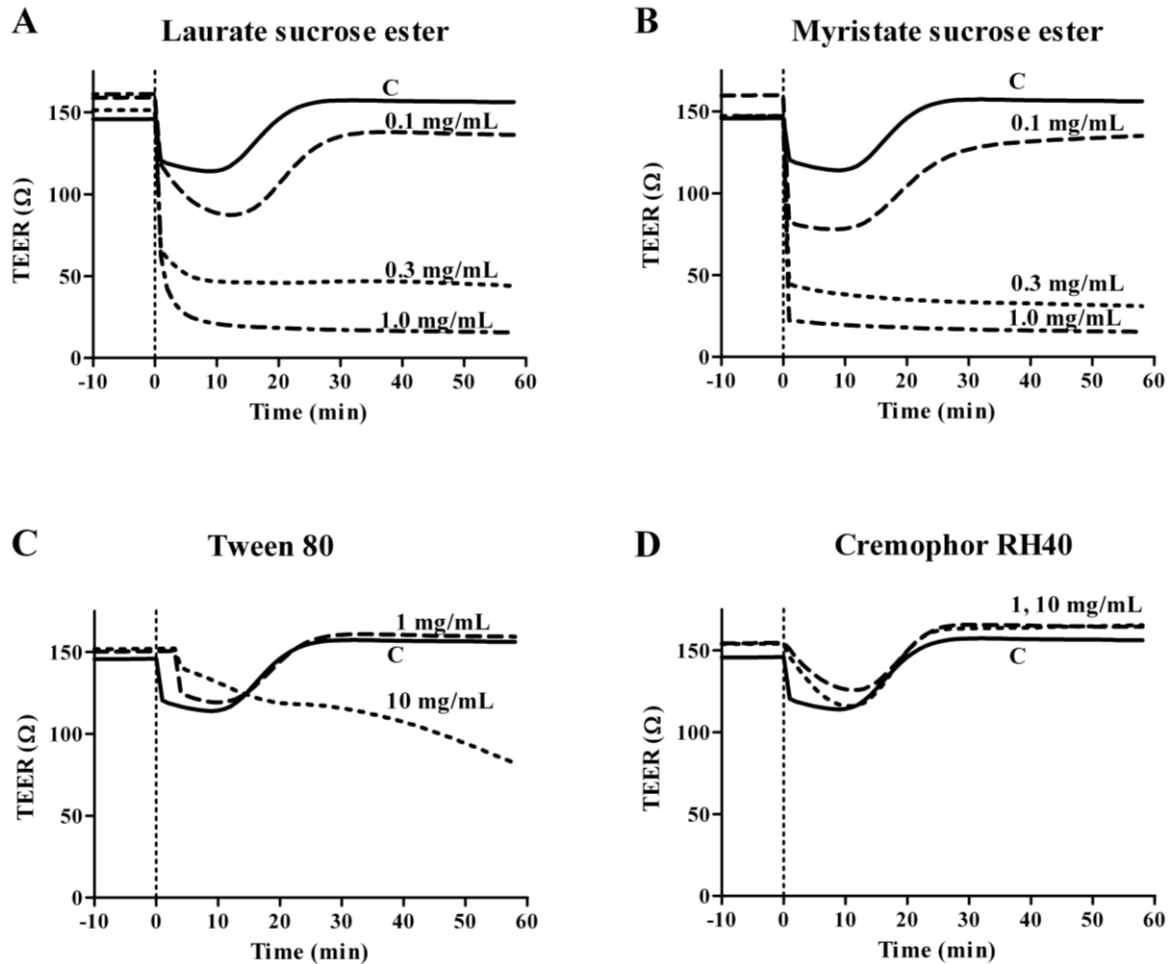 A
Laurate sucrose ester
C
0.1 mg/mL
0.3 mg/mL
1.0 mg/mL
TEER (Ω)
150
100
50
0
-10 0 10 20 30 40 50 60
Time (min)
B
Myristate sucrose ester
C
0.1 mg/mL
0.3 mg/mL
1.0 mg/mL
TEER (Ω)
150
100
50
0
-10 0 10 20 30 40 50 60
Time (min)
C
Tween 80
1 mg/mL
C
10 mg/mL
TEER (Ω)
150
100
50
0
-10 0 10 20 30 40 50 60
Time (min)
D
Cremophor RH40
1, 10 mg/mL
C
TEER (Ω)
150
100
50
0
-10 0 10 20 30 40 50 60
Time (min)